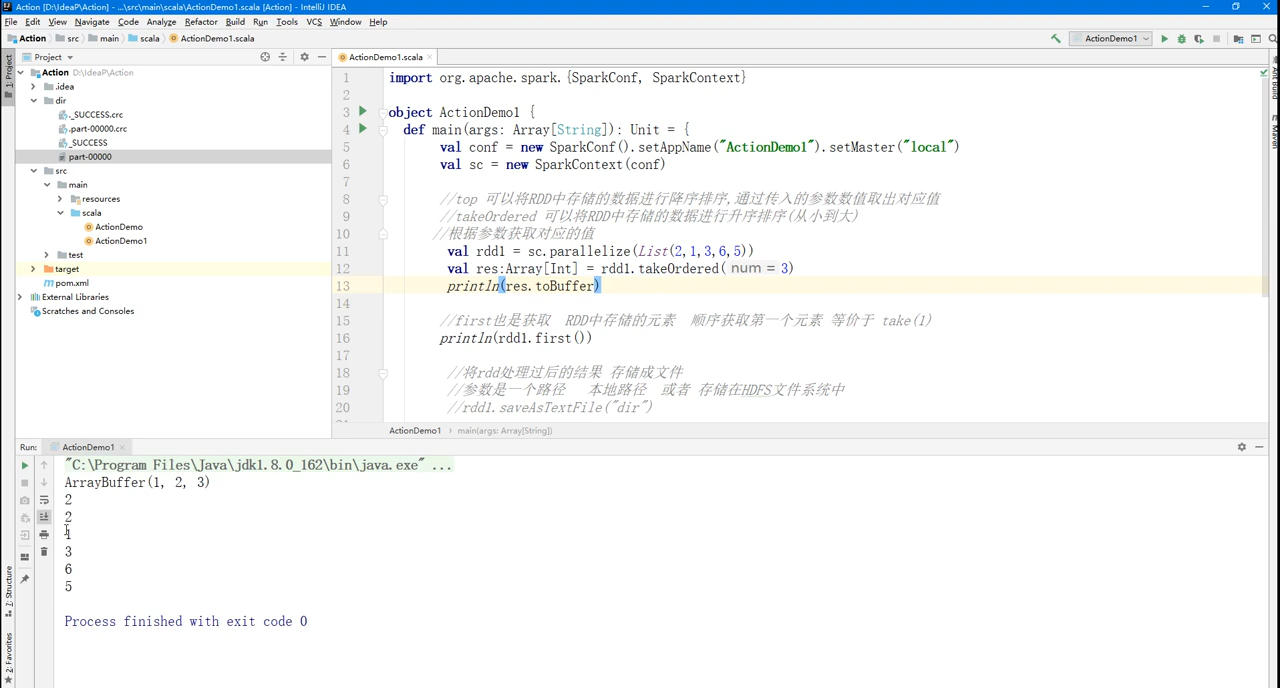 Action [D:\IdeaP\Action] - ...\src\main\scala\ActionDemo1.scala [Action] - IntelliJ IDEA
File Edit View Navigate Code Analyze Refactor Build Run Tools VCS Window Help
Action src main scala ActionDemo1.scala
ActionDemo1
Project
ActionDemo1.scala
1: Project
Action D:\IdeaP\Action
.idea
dir
._SUCCESS.crc
.part-00000.crc
_SUCCESS
part-00000
src
main
resources
scala
ActionDemo
ActionDemo1
test
target
pom.xml
External Libraries
Scratches and Consoles
Ant Build
Maven
1 import org.apache.spark.{SparkConf, SparkContext}
2
3 object ActionDemo1 {
4 def main(args: Array[String]): Unit = {
5 val conf = new SparkConf().setAppName("ActionDemo1").setMaster("local")
6 val sc = new SparkContext(conf)
7
8 //top 可以将RDD中存储的数据进行降序排序,通过传入的参数数值取出对应值
9 //takeOrdered 可以将RDD中存储的数据进行升序排序(从小到大)
10 //根据参数获取对应的值
11 val rdd1 = sc.parallelize(List(2,1,3,6,5))
12 val res:Array[Int] = rdd1.takeOrdered( num = 3)
13 println(res.toBuffer)
14
15 //first也是获取 RDD中存储的元素 顺序获取第一个元素 等价于 take(1)
16 println(rdd1.first())
17
18 //将rdd处理过后的结果 存储成文件
19 //参数是一个路径 本地路径 或者 存储在HDFS文件系统中
20 //rdd1.saveAsTextFile("dir")
ActionDemo1 › main(args: Array[String])
Run: ActionDemo1
"C:\Program Files\Java\jdk1.8.0_162\bin\java.exe" ...
ArrayBuffer(1, 2, 3)
2
2
1
3
6
5
Process finished with exit code 0
7: Structure
2: Favorites